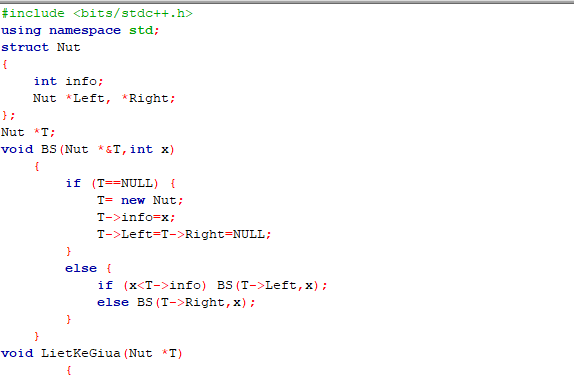 #include <bits/stdc++.h>
using namespace std;
struct Nut
{
    int info;
    Nut *Left, *Right;
};
Nut *T;
void BS(Nut *&T,int x)
    {
        if (T==NULL) {
            T= new Nut;
            T->info=x;
            T->Left=T->Right=NULL;
        }
        else {
            if (x<T->info) BS(T->Left,x);
            else BS(T->Right,x);
        }
    }
void LietKeGiua(Nut *T)
        {